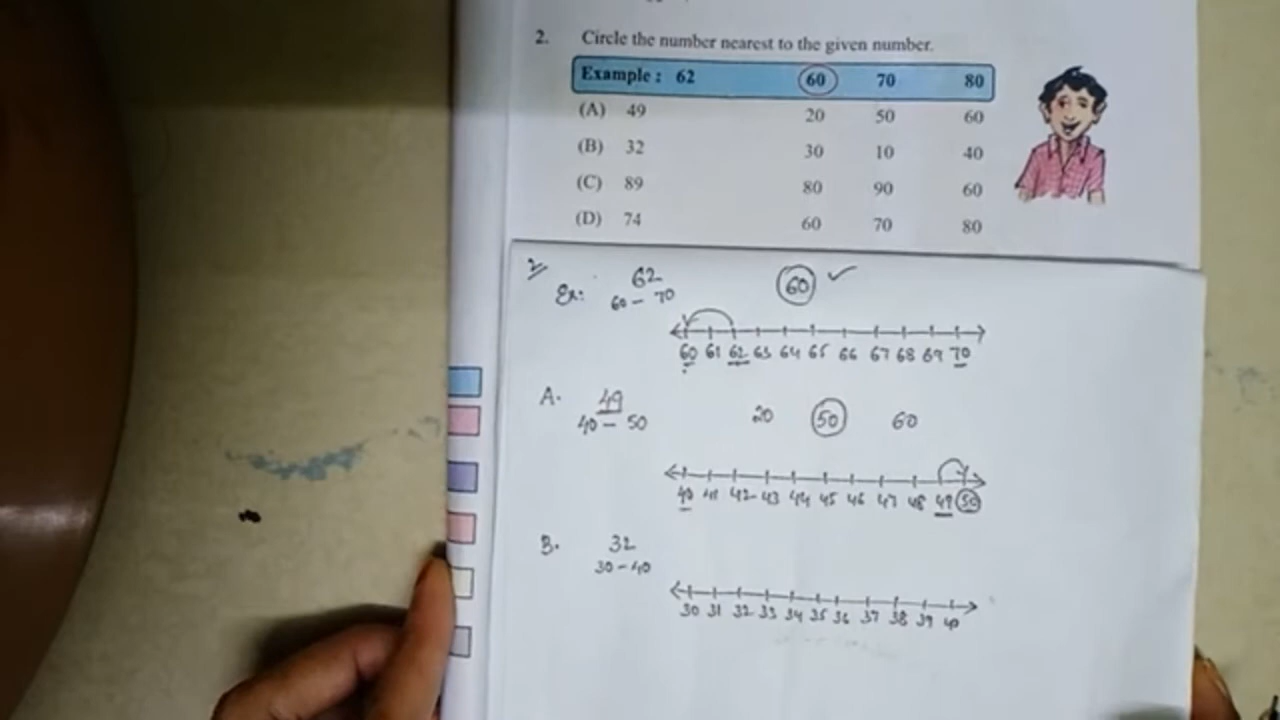 2. Circle the number nearest to the given number.
Example : 62 60 70 80
(A) 49 20 50 60
(B) 32 30 10 40
(C) 89 80 90 60
(D) 74 60 70 80
2/
Ex: 62 60 ✓
60 - 70
60 61 62 63 64 65 66 67 68 69 70
A. 49 20 50 60
40 - 50
40 41 42 43 44 45 46 47 48 49 50
B. 32
30 - 40
30 31 32 33 34 35 36 37 38 39 40